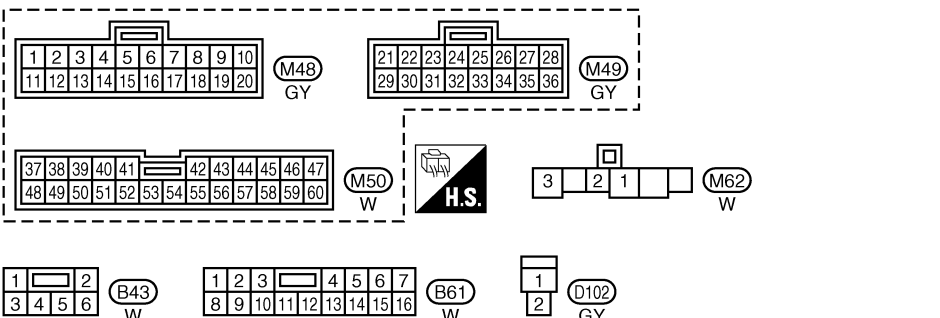 1 2 3 4 5 6 7 8 9 10
11 12 13 14 15 16 17 18 19 20
M48
GY
21 22 23 24 25 26 27 28
29 30 31 32 33 34 35 36
M49
GY
37 38 39 40 41 42 43 44 45 46 47
48 49 50 51 52 53 54 55 56 57 58 59 60
M50
W
H.S.
3 2 1
M62
W
1 2
3 4 5 6
B43
W
1 2 3 4 5 6 7
8 9 10 11 12 13 14 15 16
B61
W
1
2
D102
GY